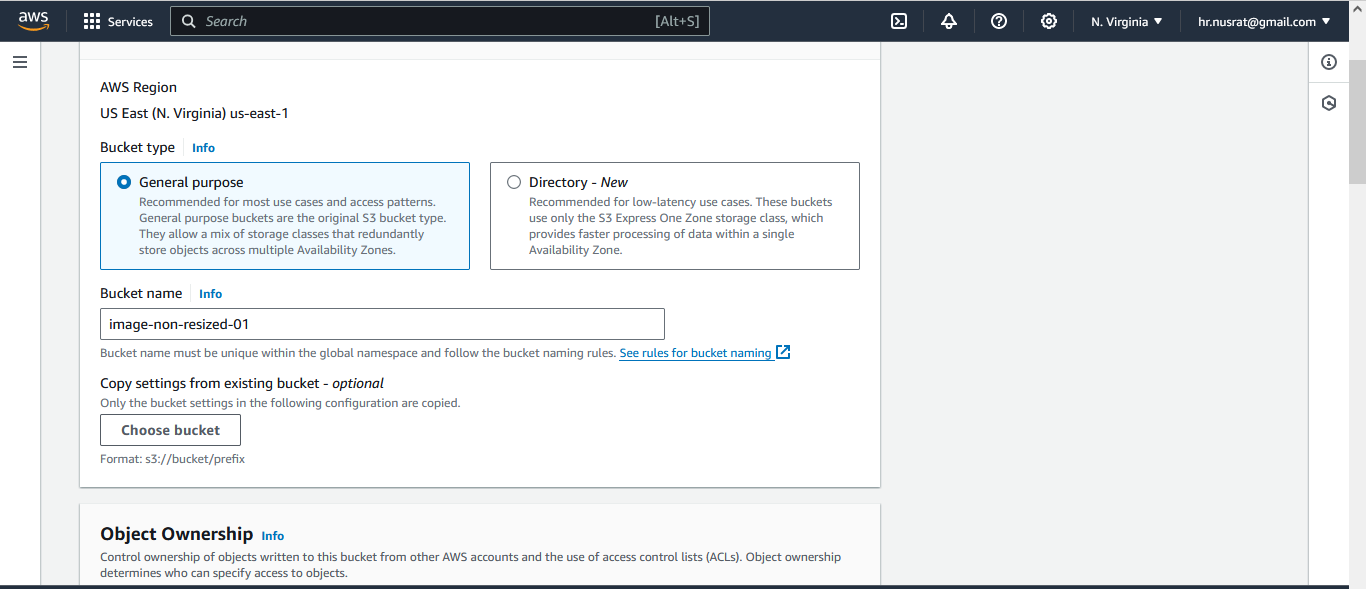 aws Services Search [Alt+S] N. Virginia hr.nusrat@gmail.com
AWS Region
US East (N. Virginia) us-east-1
Bucket type Info
General purpose
Recommended for most use cases and access patterns.
General purpose buckets are the original S3 bucket type.
They allow a mix of storage classes that redundantly
store objects across multiple Availability Zones.
Directory - New
Recommended for low-latency use cases. These buckets
use only the S3 Express One Zone storage class, which
provides faster processing of data within a single
Availability Zone.
Bucket name Info
image-non-resized-01
Bucket name must be unique within the global namespace and follow the bucket naming rules. See rules for bucket naming
Copy settings from existing bucket - optional
Only the bucket settings in the following configuration are copied.
Choose bucket
Format: s3://bucket/prefix
Object Ownership Info
Control ownership of objects written to this bucket from other AWS accounts and the use of access control lists (ACLs). Object ownership
determines who can specify access to objects.